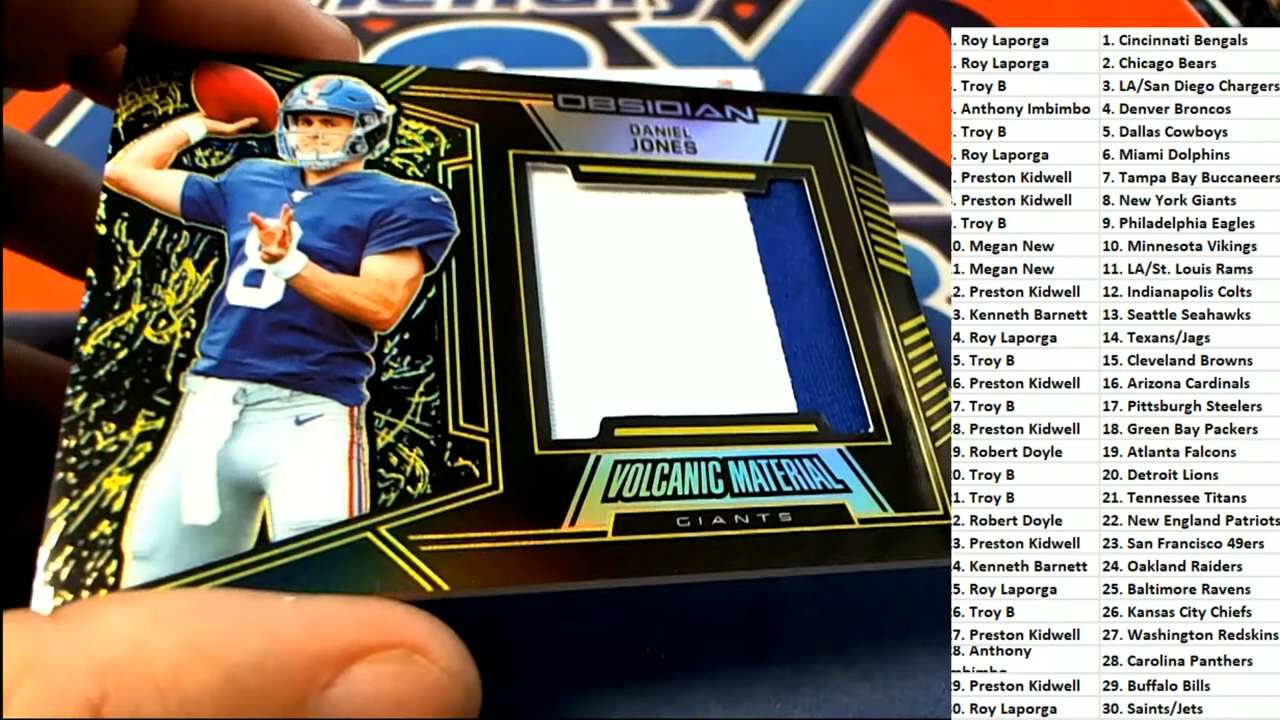 OBSIDIAN
DANIEL
JONES
8
VOLCANIC MATERIAL
GIANTS
. Roy Laporga 1. Cincinnati Bengals
. Roy Laporga 2. Chicago Bears
. Troy B 3. LA/San Diego Chargers
. Anthony Imbimbo 4. Denver Broncos
. Troy B 5. Dallas Cowboys
. Roy Laporga 6. Miami Dolphins
. Preston Kidwell 7. Tampa Bay Buccaneers
. Preston Kidwell 8. New York Giants
. Troy B 9. Philadelphia Eagles
0. Megan New 10. Minnesota Vikings
1. Megan New 11. LA/St. Louis Rams
2. Preston Kidwell 12. Indianapolis Colts
3. Kenneth Barnett 13. Seattle Seahawks
4. Roy Laporga 14. Texans/Jags
5. Troy B 15. Cleveland Browns
6. Preston Kidwell 16. Arizona Cardinals
7. Troy B 17. Pittsburgh Steelers
8. Preston Kidwell 18. Green Bay Packers
9. Robert Doyle 19. Atlanta Falcons
0. Troy B 20. Detroit Lions
1. Troy B 21. Tennessee Titans
2. Robert Doyle 22. New England Patriots
3. Preston Kidwell 23. San Francisco 49ers
4. Kenneth Barnett 24. Oakland Raiders
5. Roy Laporga 25. Baltimore Ravens
6. Troy B 26. Kansas City Chiefs
7. Preston Kidwell 27. Washington Redskins
8. Anthony 28. Carolina Panthers
9. Preston Kidwell 29. Buffalo Bills
0. Roy Laporga 30. Saints/Jets